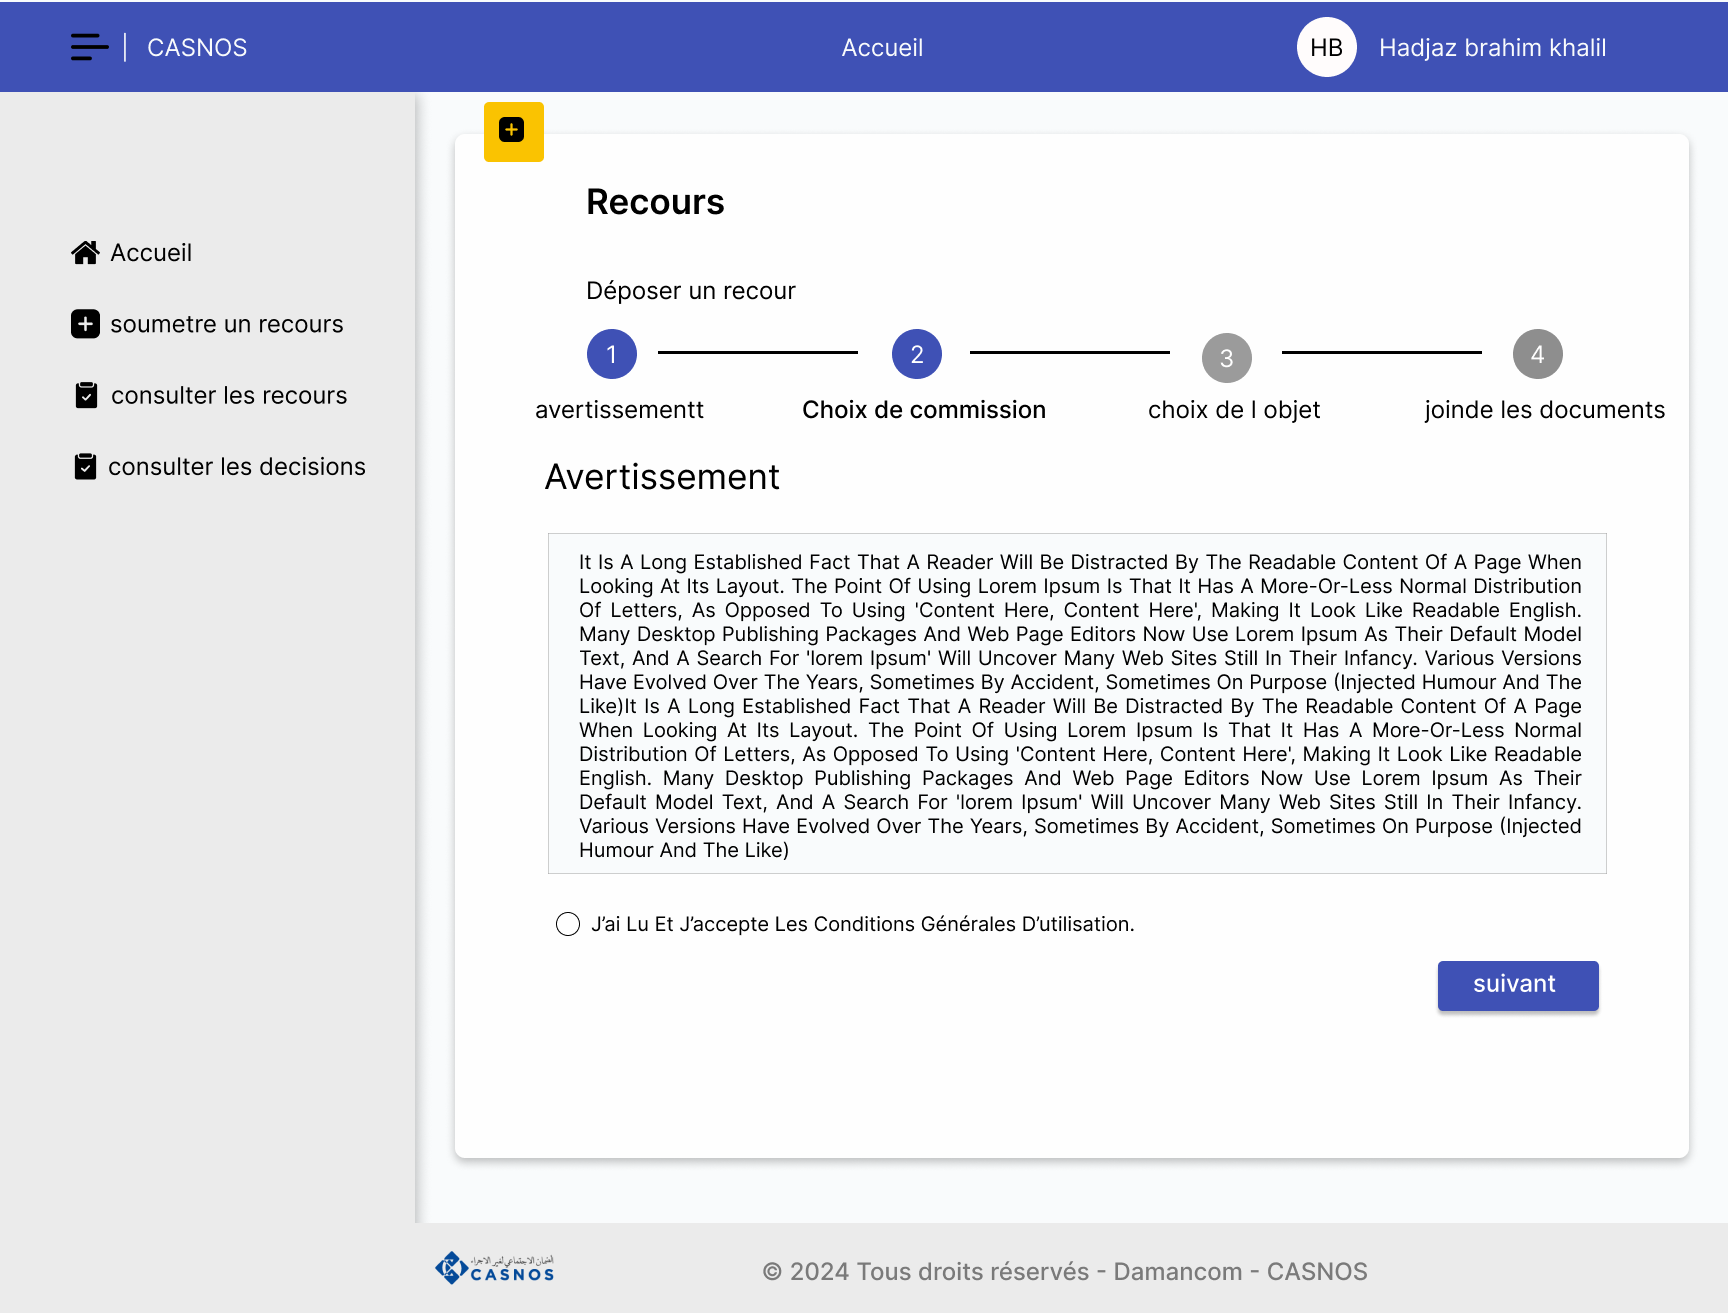 CASNOS
Accueil
HB
Hadjaz brahim khalil
Accueil
soumetre un recours
consulter les recours
consulter les decisions
Recours
Déposer un recour
1
2
3
4
avertissementt
Choix de commission
choix de l objet
joinde les documents
Avertissement
It Is A Long Established Fact That A Reader Will Be Distracted By The Readable Content Of A Page When
Looking At Its Layout. The Point Of Using Lorem Ipsum Is That It Has A More-Or-Less Normal Distribution
Of Letters, As Opposed To Using 'Content Here, Content Here', Making It Look Like Readable English.
Many Desktop Publishing Packages And Web Page Editors Now Use Lorem Ipsum As Their Default Model
Text, And A Search For 'lorem Ipsum' Will Uncover Many Web Sites Still In Their Infancy. Various Versions
Have Evolved Over The Years, Sometimes By Accident, Sometimes On Purpose (Injected Humour And The
Like)It Is A Long Established Fact That A Reader Will Be Distracted By The Readable Content Of A Page
When Looking At Its Layout. The Point Of Using Lorem Ipsum Is That It Has A More-Or-Less Normal
Distribution Of Letters, As Opposed To Using 'Content Here, Content Here', Making It Look Like Readable
English. Many Desktop Publishing Packages And Web Page Editors Now Use Lorem Ipsum As Their
Default Model Text, And A Search For 'lorem Ipsum' Will Uncover Many Web Sites Still In Their Infancy.
Various Versions Have Evolved Over The Years, Sometimes By Accident, Sometimes On Purpose (Injected
Humour And The Like)
J’ai Lu Et J’accepte Les Conditions Générales D’utilisation.
suivant
الضمان الاجتماعي لغير الاجراء
CASNOS
© 2024 Tous droits réservés - Damancom - CASNOS